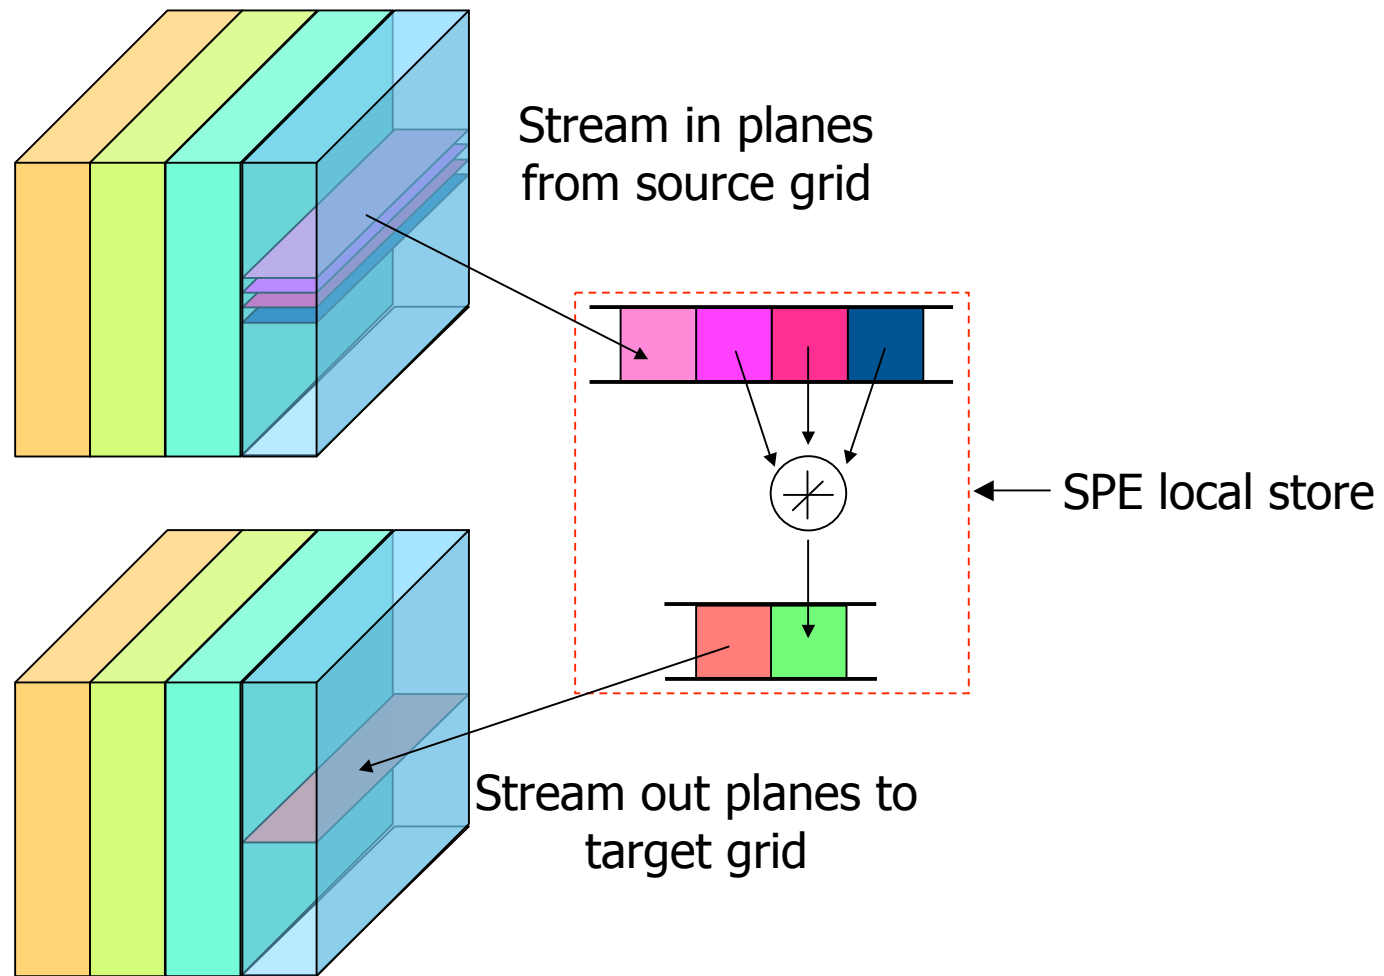 Stream in planes
from source grid
SPE local store
Stream out planes to
target grid